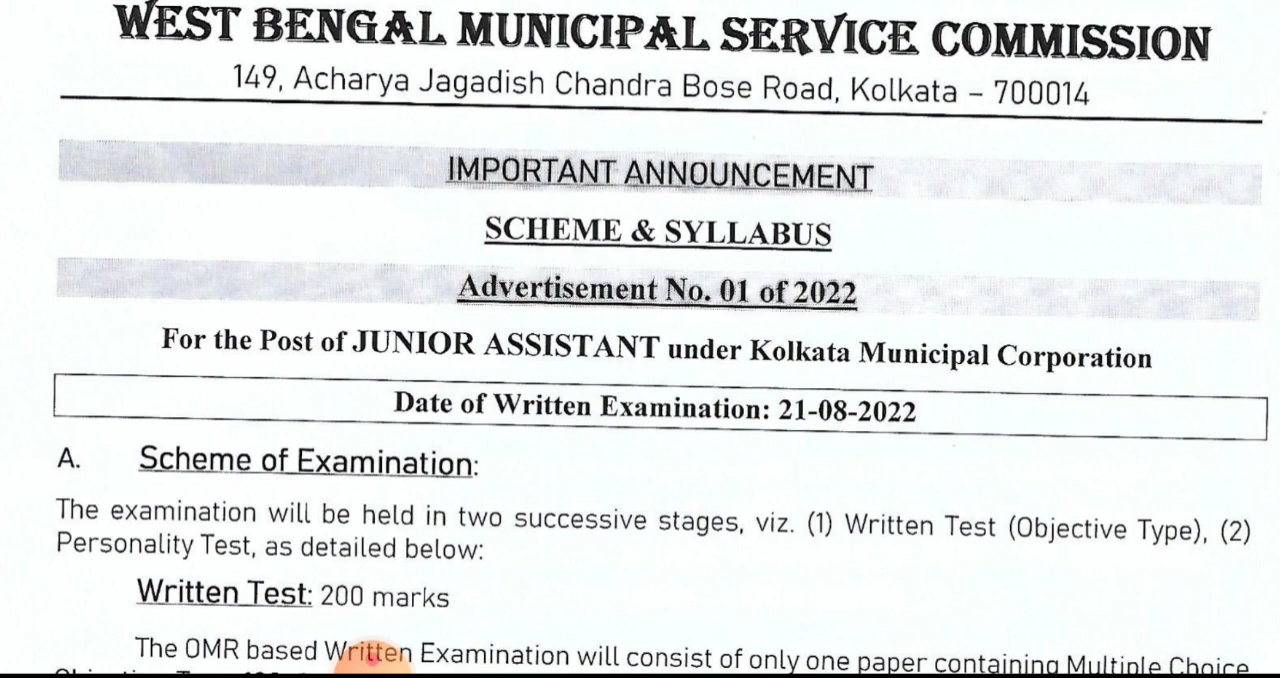 WEST BENGAL MUNICIPAL SERVICE COMMISSION
149, Acharya Jagadish Chandra Bose Road, Kolkata – 700014
IMPORTANT ANNOUNCEMENT
SCHEME & SYLLABUS
Advertisement No. 01 of 2022
For the Post of JUNIOR ASSISTANT under Kolkata Municipal Corporation
Date of Written Examination: 21-08-2022
A. Scheme of Examination:
The examination will be held in two successive stages, viz. (1) Written Test (Objective Type), (2)
Personality Test, as detailed below:
Written Test: 200 marks
The OMR based Written Examination will consist of only one paper containing Multiple Choice